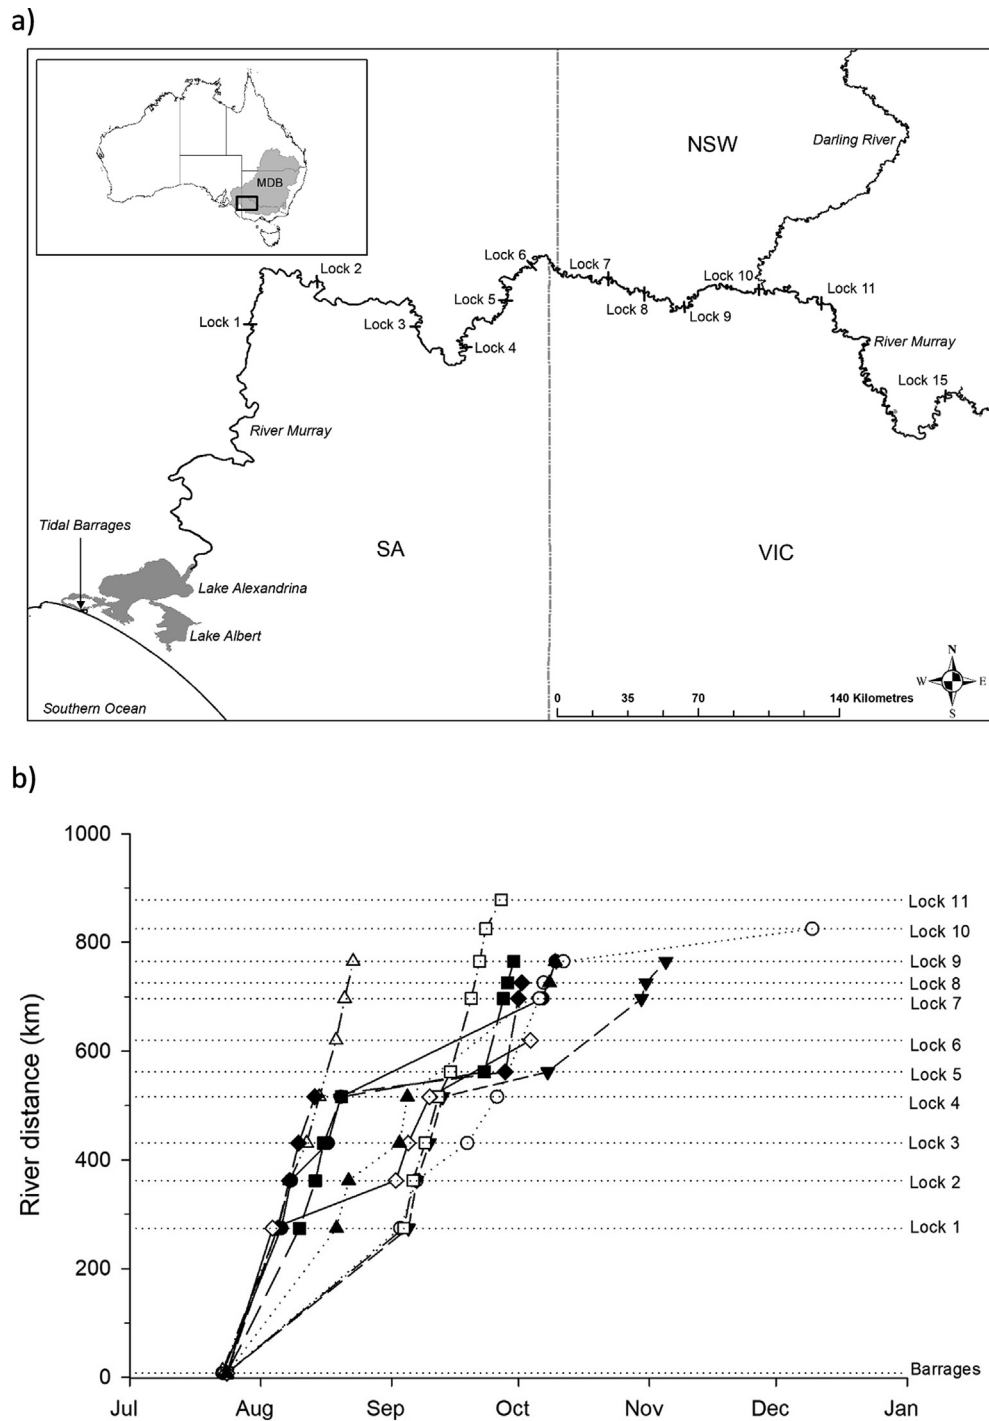 a)
MDB
NSW
Darling River
Lock 6
Lock 7
Lock 2
Lock 10
Lock 5
Lock 11
Lock 8
Lock 9
Lock 1
Lock 3
Lock 4
River Murray
Lock 15
River Murray
Tidal Barrages
SA
VIC
Lake Alexandrina
Lake Albert
N
W E
S
0 35 70 140 Kilometres
Southern Ocean
b)
1000
Lock 11
800
Lock 10
Lock 9
Lock 8
Lock 7
600
Lock 6
Lock 5
Lock 4
River distance (km)
400
Lock 3
Lock 2
200
Lock 1
0
Barrages
Jul Aug Sep Oct Nov Dec Jan